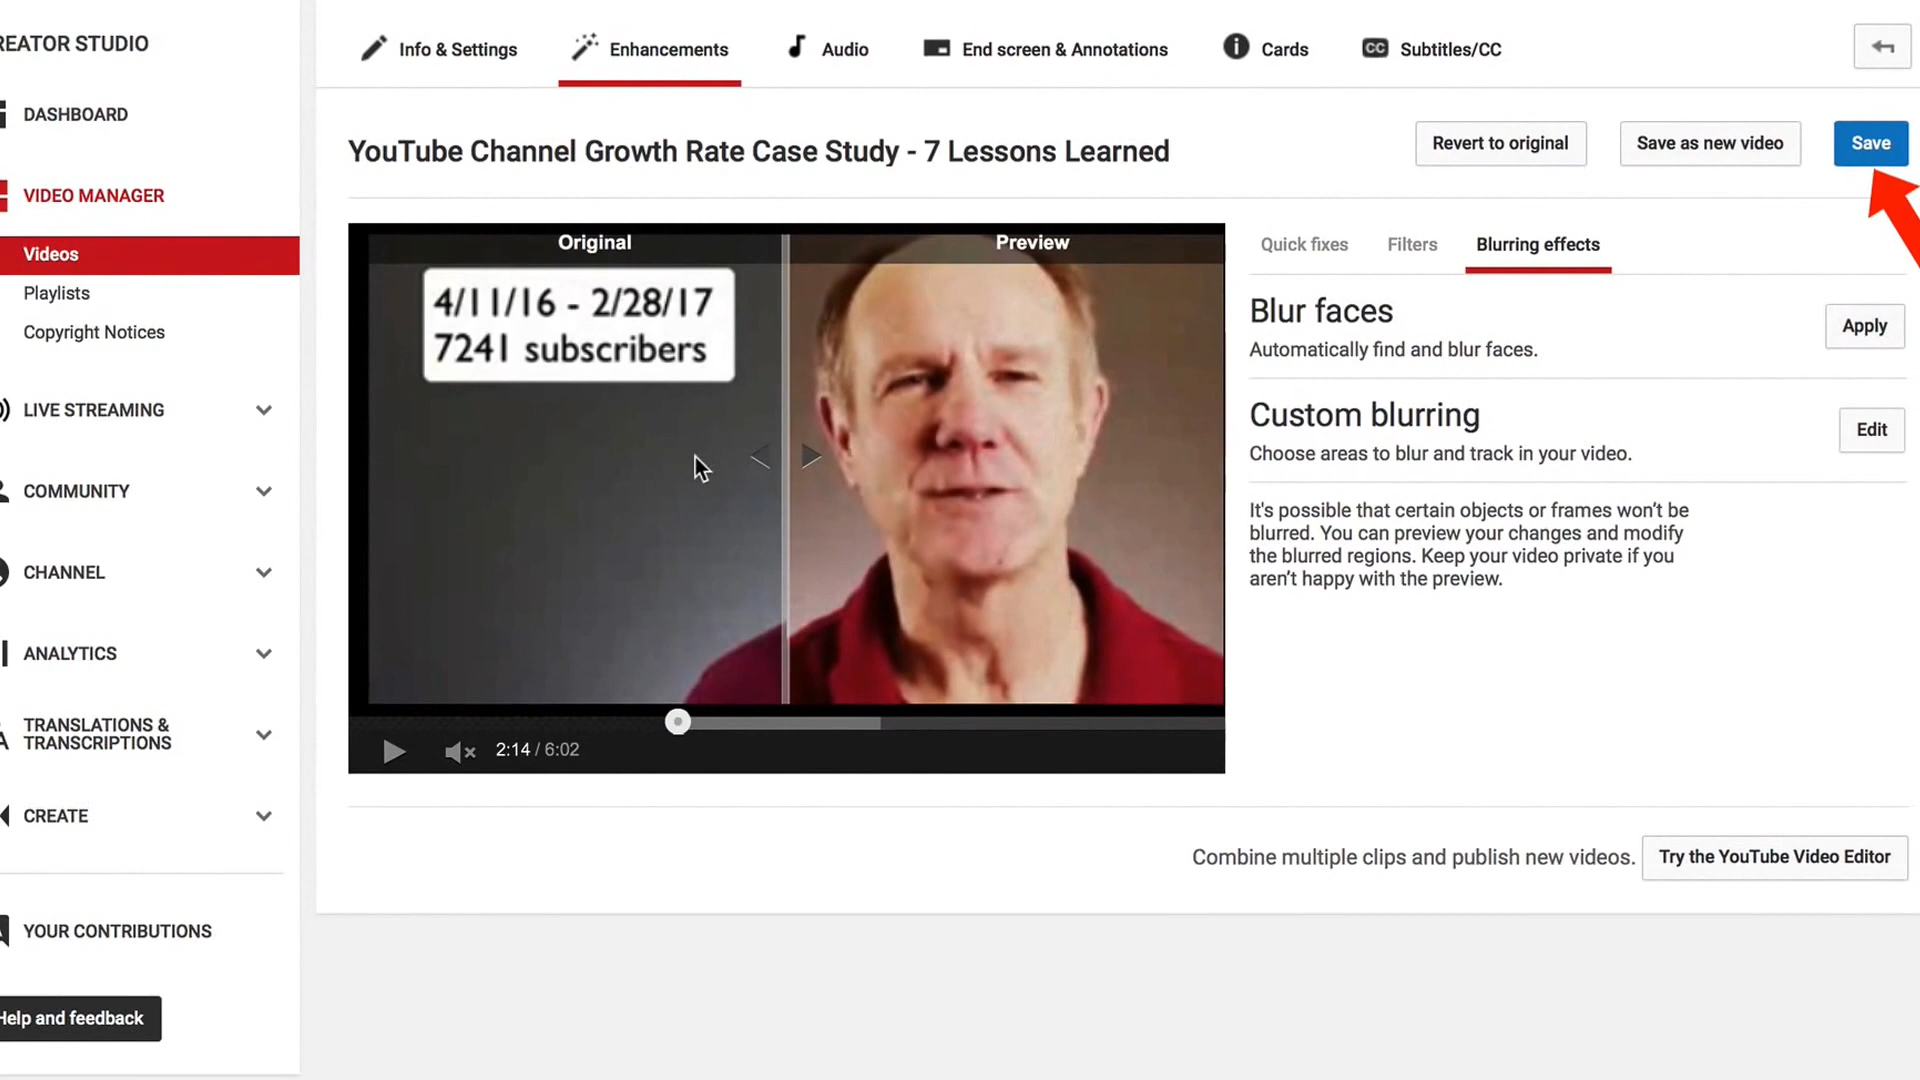 REATOR STUDIO
DASHBOARD
VIDEO MANAGER
Videos
Playlists
Copyright Notices
LIVE STREAMING
COMMUNITY
CHANNEL
ANALYTICS
TRANSLATIONS &
TRANSCRIPTIONS
CREATE
YOUR CONTRIBUTIONS
Help and feedback
Info & Settings
Enhancements
Audio
End screen & Annotations
Cards
CC Subtitles/CC
YouTube Channel Growth Rate Case Study - 7 Lessons Learned
Revert to original
Save as new video
Save
Original
Preview
4/11/16 - 2/28/17
7241 subscribers
2:14 / 6:02
Quick fixes
Filters
Blurring effects
Blur faces
Automatically find and blur faces.
Apply
Custom blurring
Choose areas to blur and track in your video.
Edit
It's possible that certain objects or frames won't be
blurred. You can preview your changes and modify
the blurred regions. Keep your video private if you
aren't happy with the preview.
Combine multiple clips and publish new videos.
Try the YouTube Video Editor